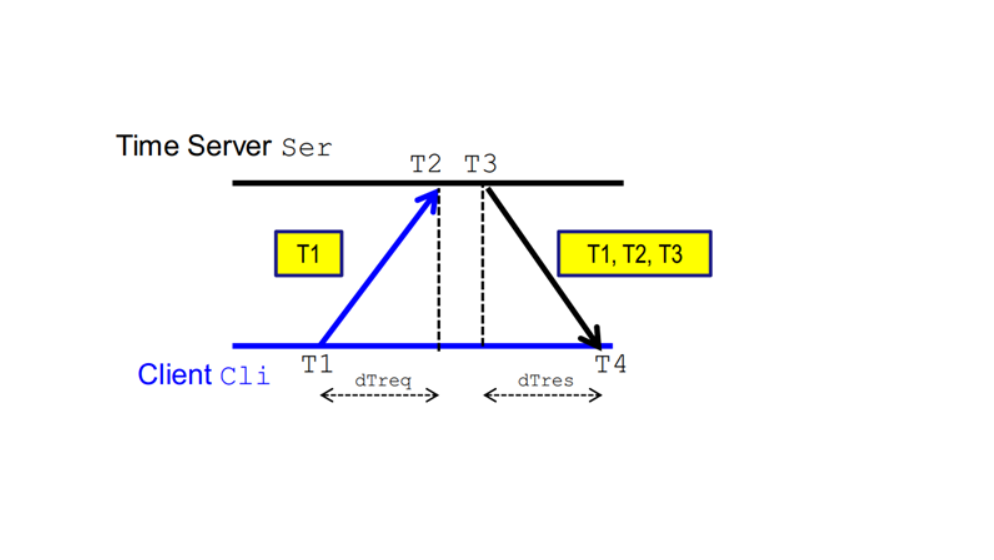 Time Server Ser
T2 T3
T1
T1, T2, T3
T1
T4
Client Cli
dTreq
dTres